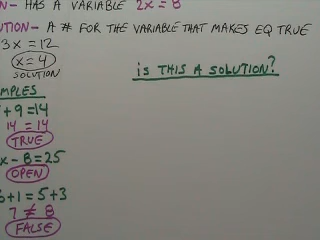 N- HAS A VARIABLE 2x = 8
UTION- A # FOR THE VARIABLE THAT MAKES EQ TRUE
3x = 12
x = 4
SOLUTION
is THIS A SOLUTION?
MPLES
+ 9 = 14
14 = 14
TRUE
x - 8 = 25
OPEN
+ 1 = 5 + 3
7 ≠ 8
FALSE